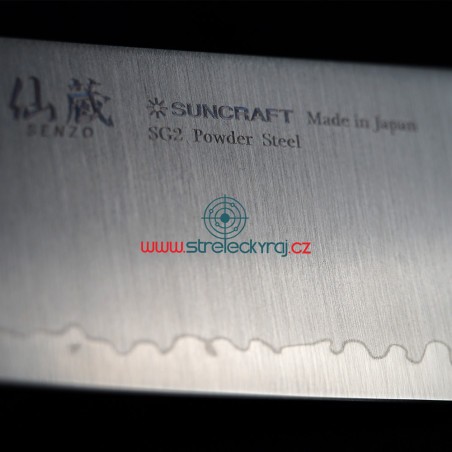 仙蔵
SENZO
SUNCRAFT Made in Japan
SG2 Powder Steel
www.streleckyraj.cz